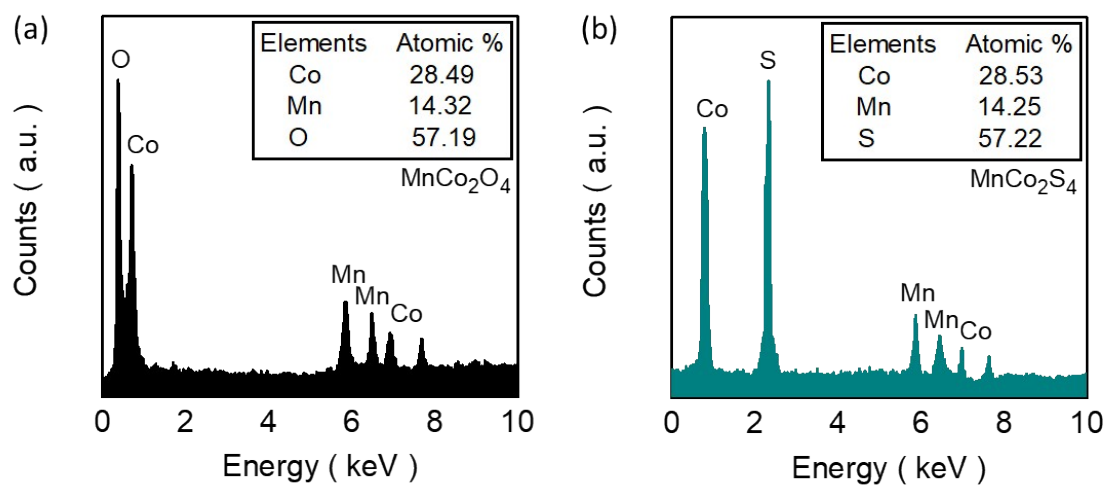 (a)
Elements Atomic %
Co 28.49
Mn 14.32
O 57.19
MnCo₂O₄
O
Co
Mn
Mn
Co
Counts ( a.u. )
0 2 4 6 8 10
Energy ( keV )
(b)
Elements Atomic %
Co 28.53
Mn 14.25
S 57.22
MnCo₂S₄
S
Co
Mn
Mn
Co
Counts ( a.u. )
0 2 4 6 8 10
Energy ( keV )